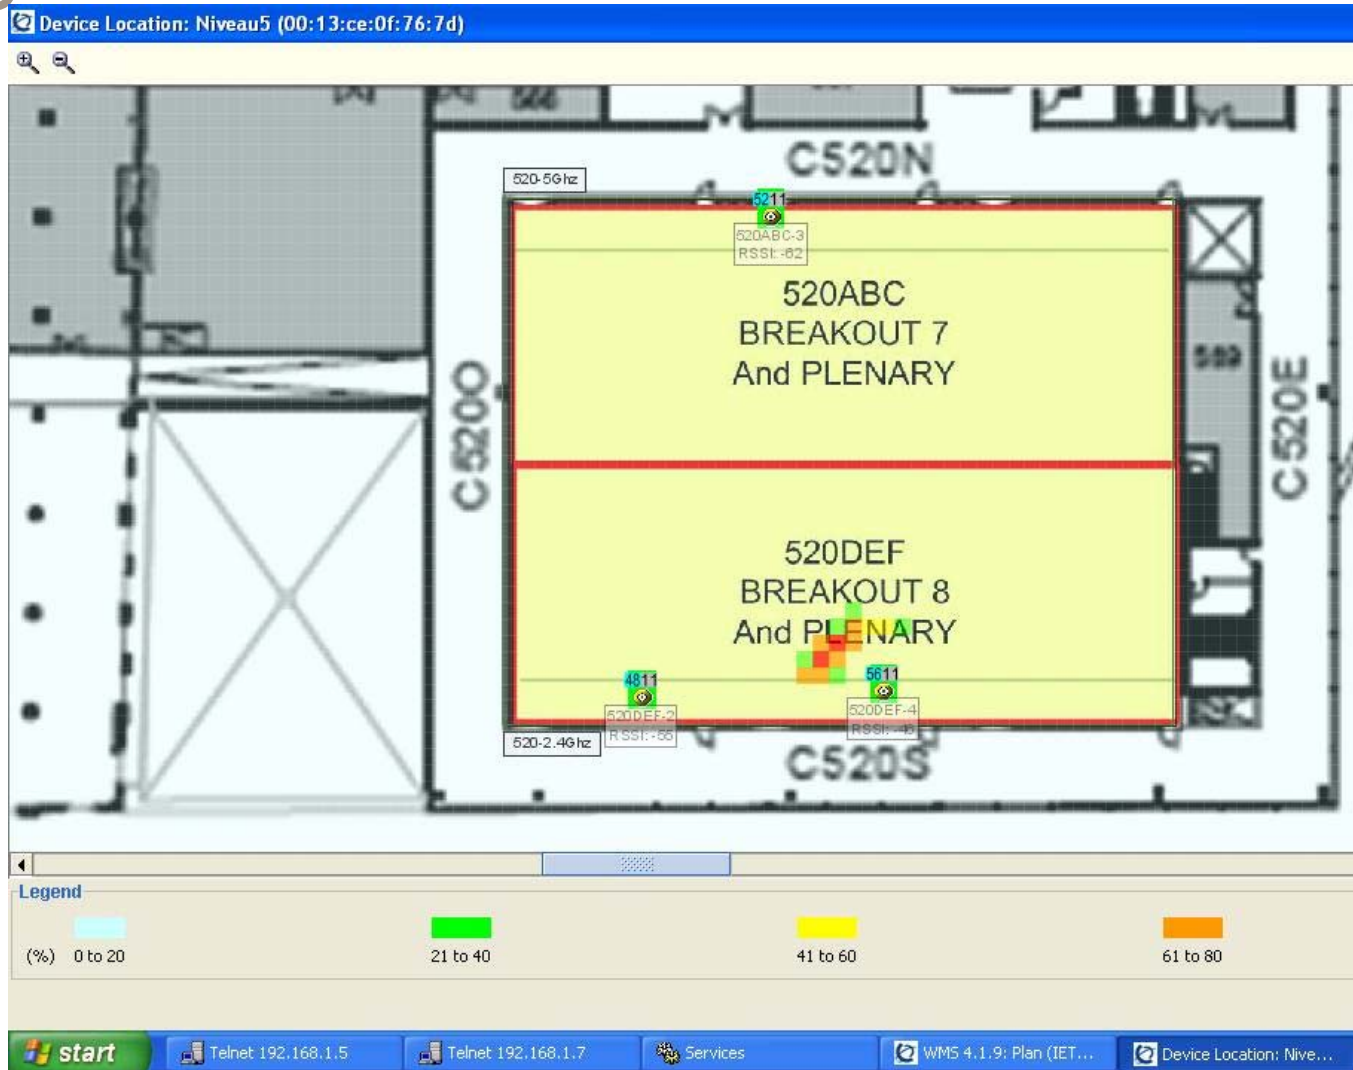 Device Location: Niveau5 (00:13:ce:0f:76:7d)
566
C520N
520-5Ghz
5211
520ABC-3
RSSI: -62
520ABC
BREAKOUT 7
And PLENARY
589
C520O
C520E
520DEF
BREAKOUT 8
And PLENARY
4811
5611
520DEF-2
RSSI: -55
520DEF-4
RSSI:
520-2.4Ghz
C520S
Legend
(%) 0 to 20
21 to 40
41 to 60
61 to 80
start
Telnet 192.168.1.5
Telnet 192.168.1.7
Services
WMS 4.1.9: Plan (IET...
Device Location: Nive...